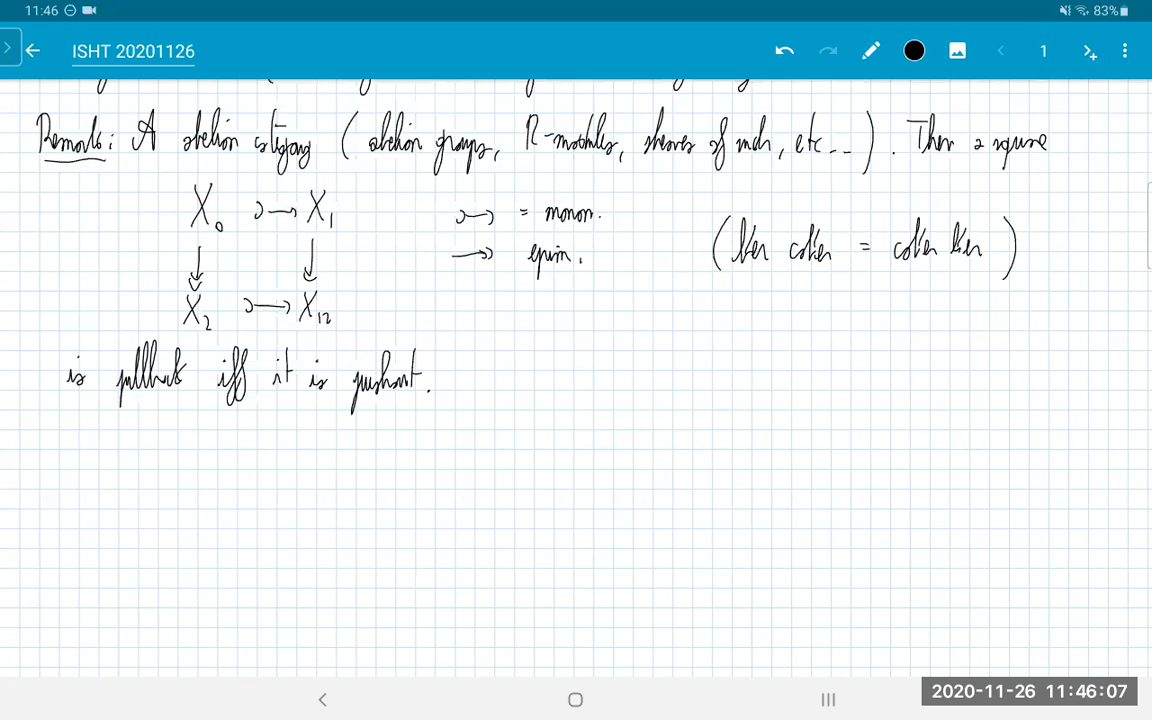 11:46 83%
ISHT 20201126 1
Remark: A abelian category (abelian groups, R-modules, sheaves of mdls, etc...). Then a square
X₀ ↣ X₁ ↣ = monom. (ker coker = coker ker)
↠ epim.
X₂ ↣ X₁₂
is pullback iff it is pushout.
2020-11-26 11:46:07